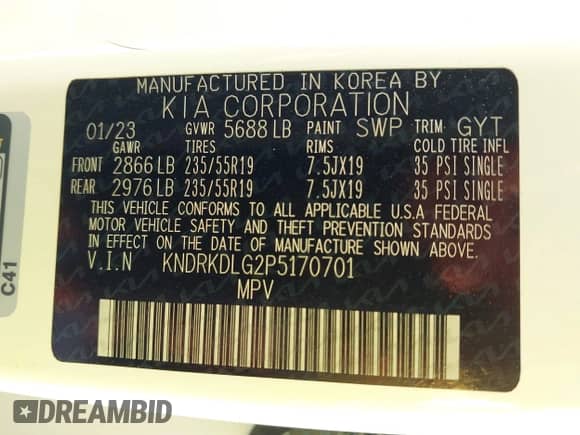 MANUFACTURED IN KOREA BY
KIA CORPORATION
01/23 GVWR 5688 LB PAINT SWP TRIM GYT
GAWR TIRES RIMS COLD TIRE INFL
FRONT 2866 LB 235/55R19 7.5JX19 35 PSI SINGLE
REAR 2976 LB 235/55R19 7.5JX19 35 PSI SINGLE
THIS VEHICLE CONFORMS TO ALL APPLICABLE U.S.A FEDERAL
MOTOR VEHICLE SAFETY AND THEFT PREVENTION STANDARDS
IN EFFECT ON THE DATE OF MANUFACTURE SHOWN ABOVE.
V.I.N KNDRKDLG2P5170701
MPV
C41
DREAMBID